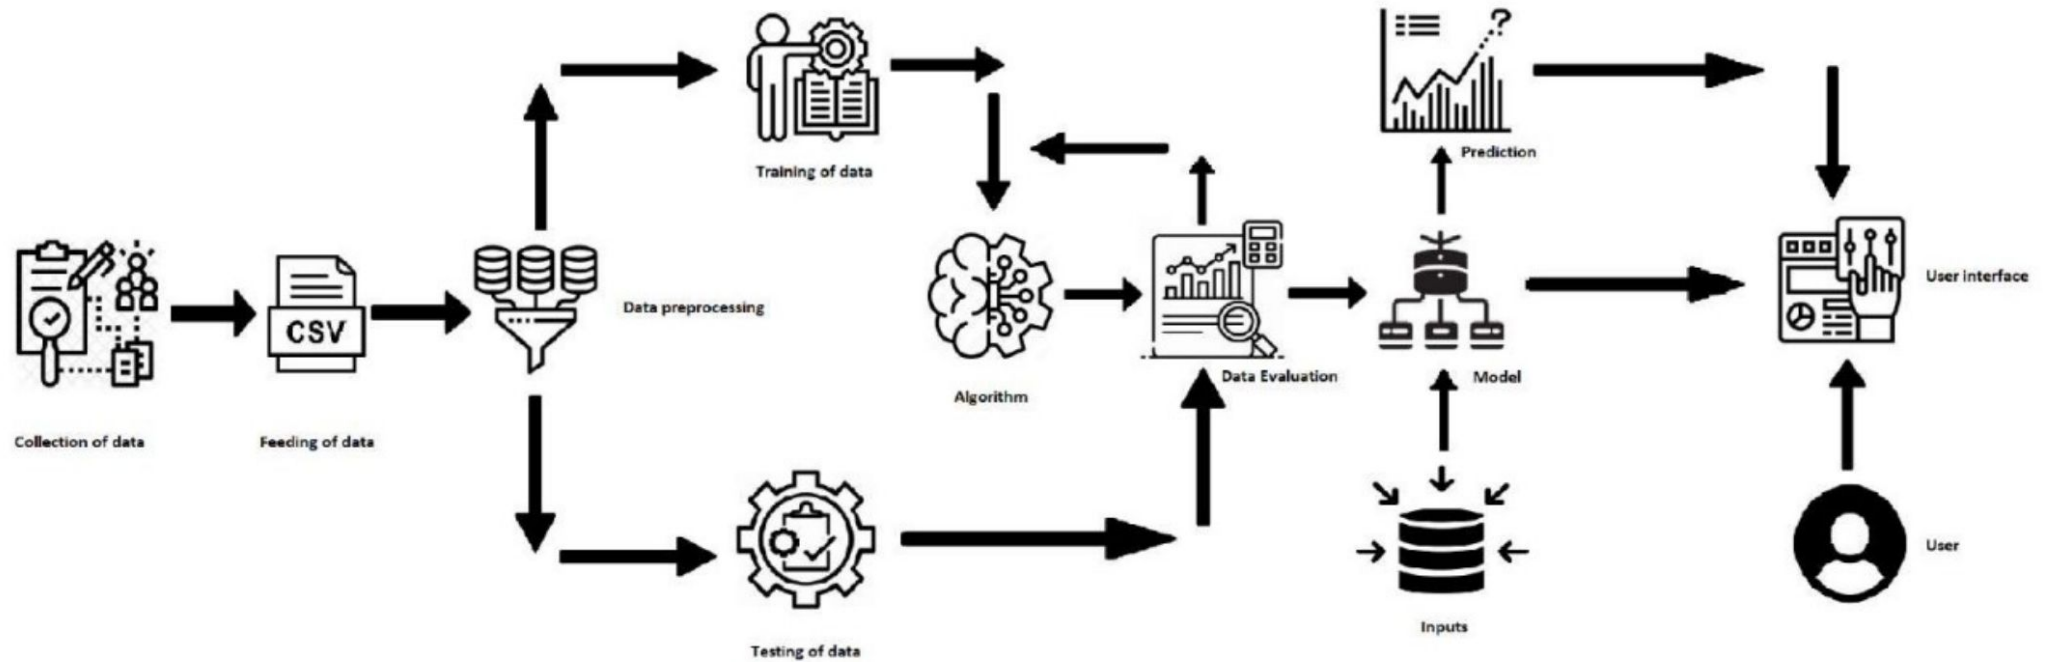 Training of data
Prediction
Data preprocessing
User interface
CSV
Data Evaluation
Model
Algorithm
Collection of data
Feeding of data
User
Inputs
Testing of data